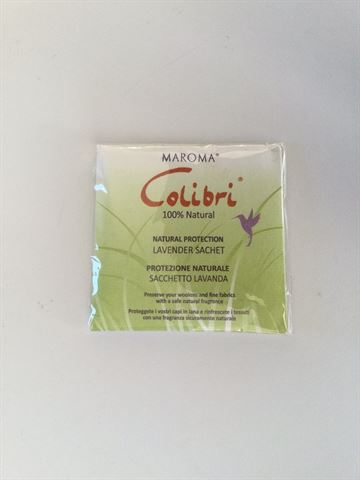 MAROMA®
Colibri®
100% Natural
NATURAL PROTECTION
LAVENDER SACHET
PROTEZIONE NATURALE
SACCHETTO LAVANDA
Preserve your woolens and fine fabrics
with a safe natural fragrance
Proteggete i vostri capi in lana e rinfrescate i tessuti
con una fragranza sicuramente naturale